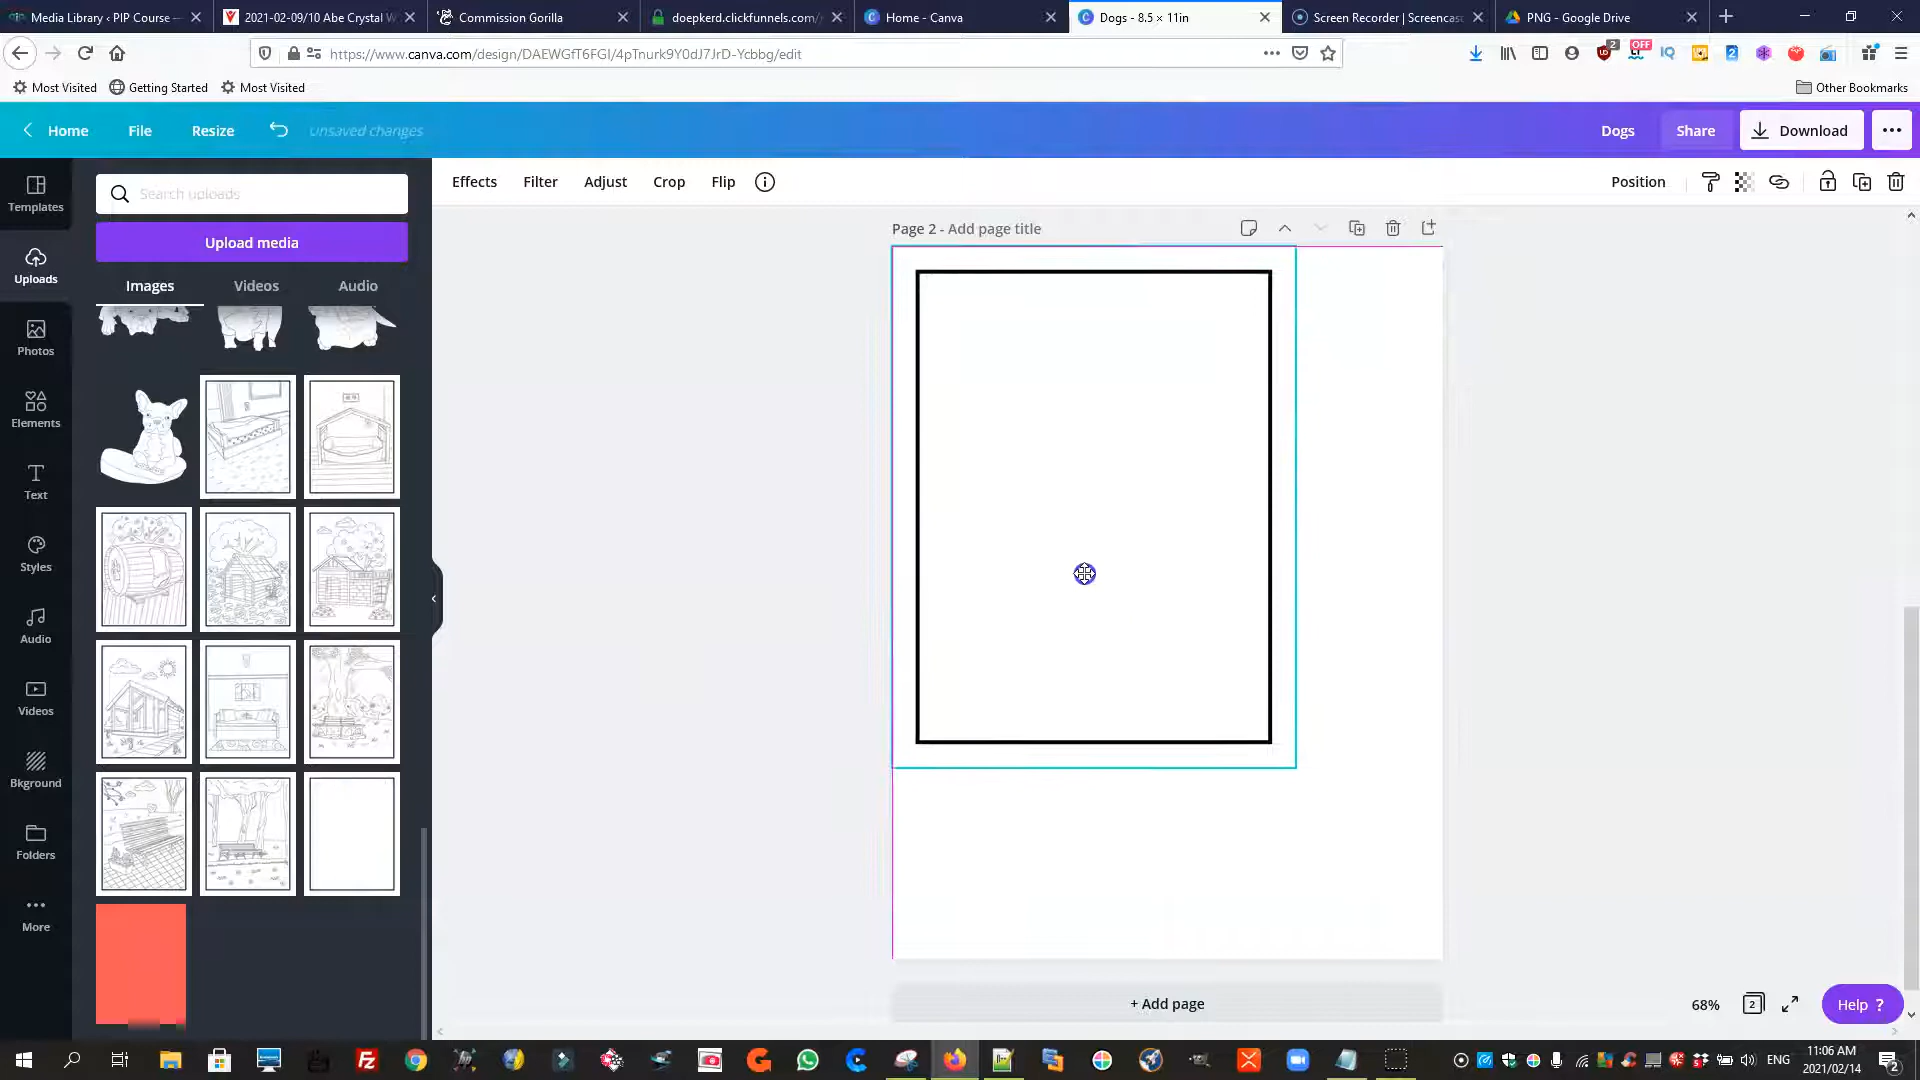 Media Library ‹ PIP Course —
2021-02-09/10 Abe Crystal W
Commission Gorilla
doepkerd.clickfunnels.com/
Home - Canva
Dogs - 8.5 × 11in
Screen Recorder | Screencas
PNG - Google Drive
https://www.canva.com/design/DAEWGfT6FGI/4pTnurk9Y0dJ7JrD-Ycbbg/edit
2
OFF
Most Visited
Getting Started
Most Visited
Other Bookmarks
Home
File
Resize
Unsaved changes
Dogs
Share
Download
Templates
Uploads
Photos
Elements
Text
Styles
Audio
Videos
Bkground
Folders
More
Search uploads
Upload media
Images
Videos
Audio
Effects
Filter
Adjust
Crop
Flip
Position
Page 2 - Add page title
+ Add page
68%
2
Help ?
ENG
11:06 AM
2021/02/14
2